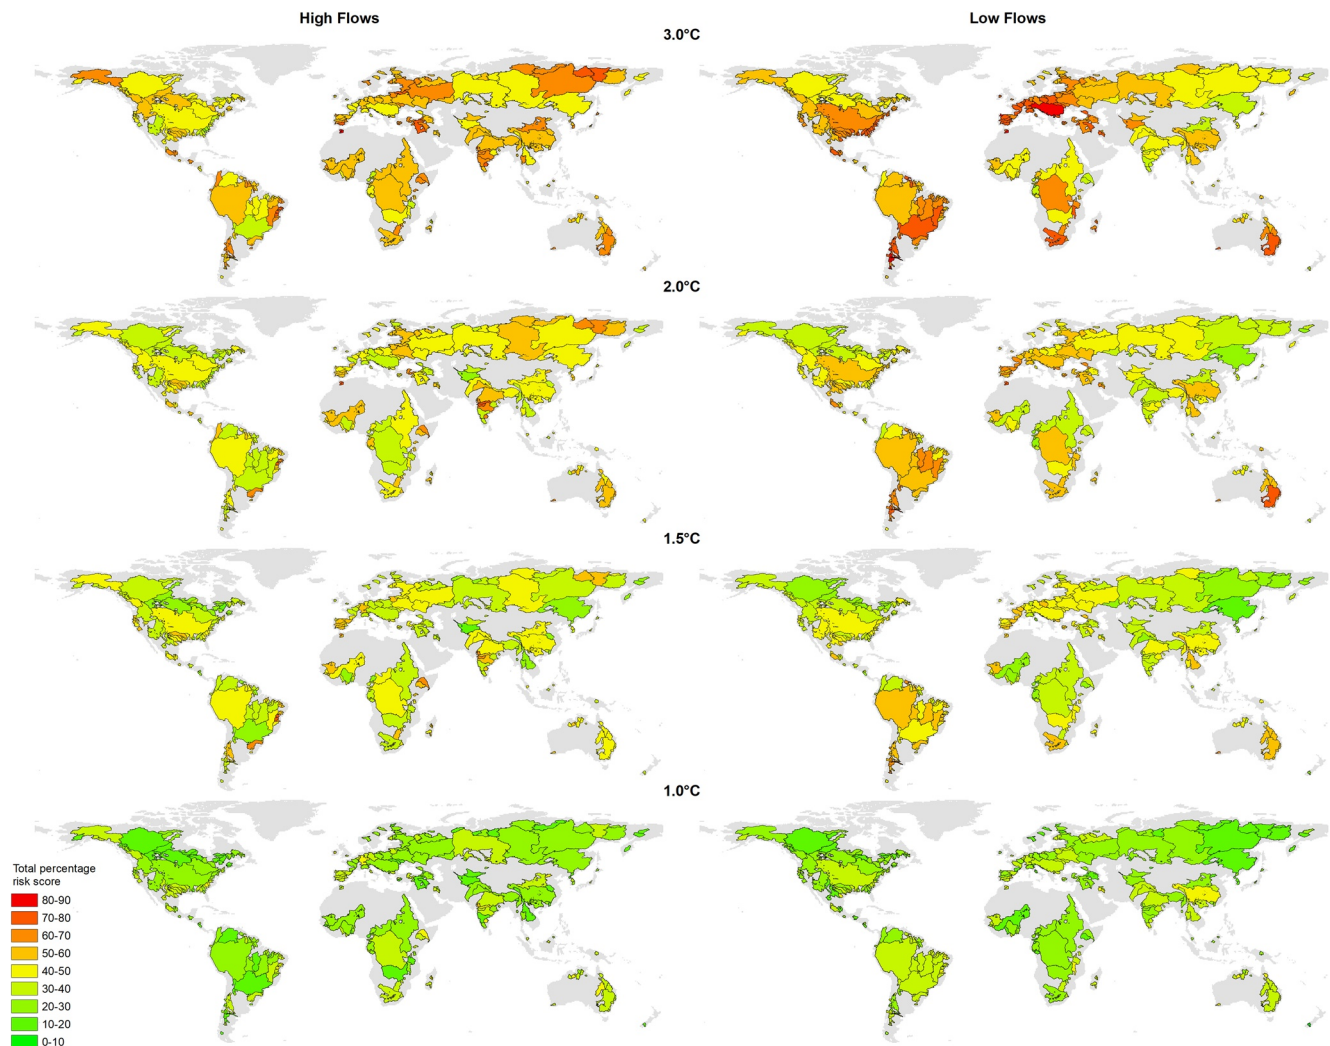 High Flows
Low Flows
3.0°C
2.0°C
1.5°C
1.0°C
Total percentage
risk score
80-90
70-80
60-70
50-60
40-50
30-40
20-30
10-20
0-10